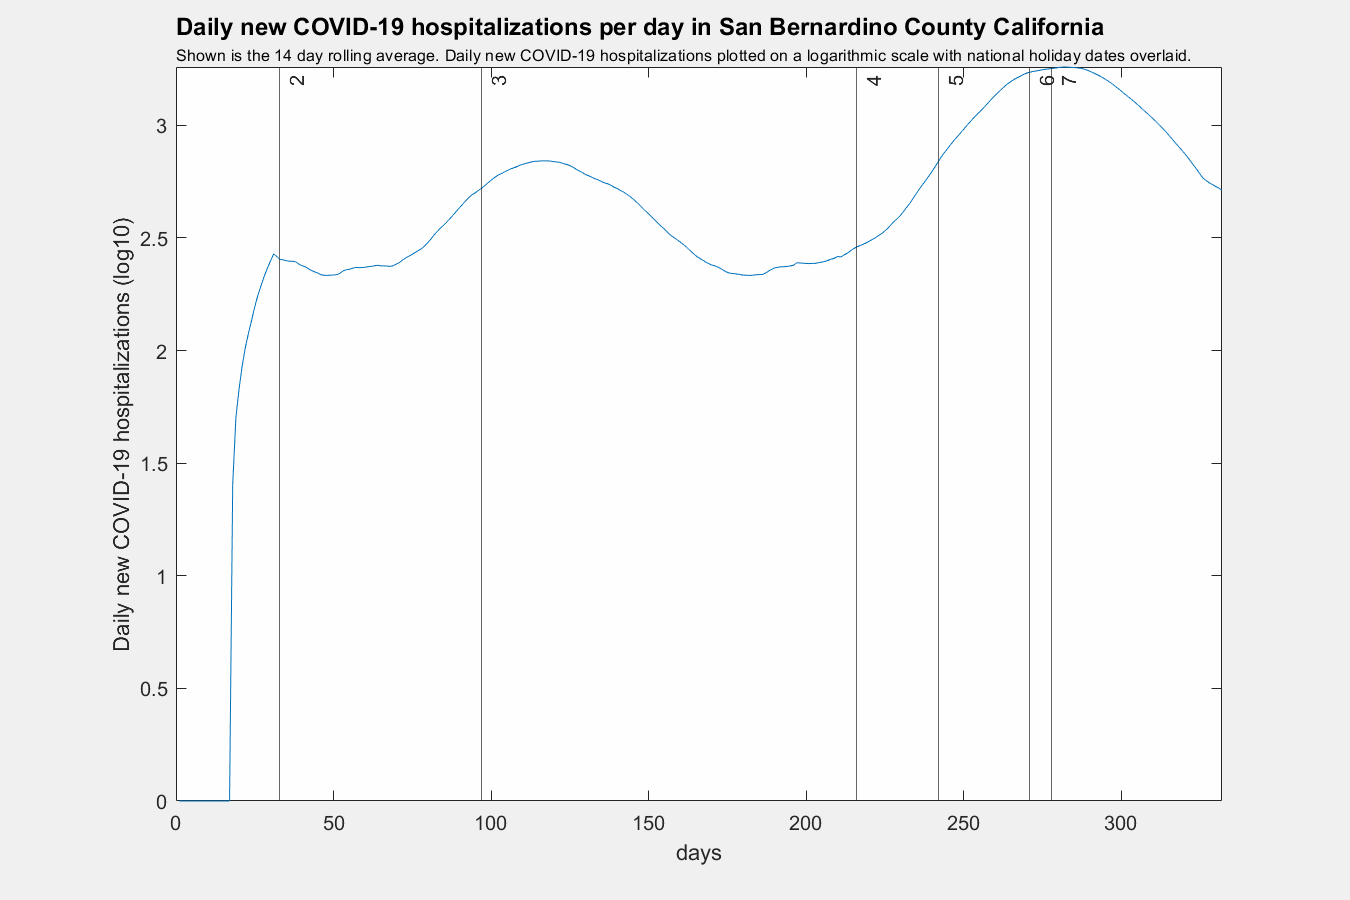 Daily new COVID-19 hospitalizations per day in San Bernardino County California
Shown is the 14 day rolling average. Daily new COVID-19 hospitalizations plotted on a logarithmic scale with national holiday dates overlaid.
2
3
4
5
6
7
3
2.5
2
1.5
1
0.5
0
Daily new COVID-19 hospitalizations (log10)
0 50 100 150 200 250 300
days